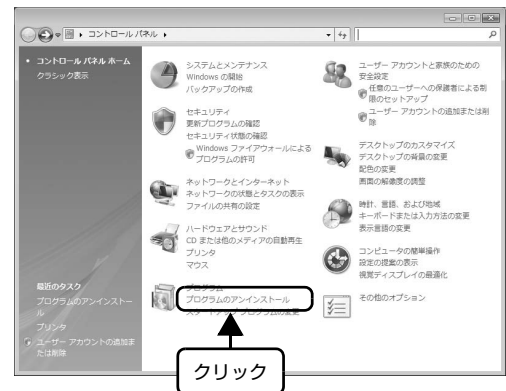 コントロール パネル
コントロール パネル ホーム
クラシック表示
システムとメンテナンス
Windows の開始
バックアップの作成
セキュリティ
更新プログラムの確認
セキュリティ状態の確認
Windows ファイアウォールによる
プログラムの許可
ネットワークとインターネット
ネットワークの状態とタスクの表示
ファイルの共有の設定
ハードウェアとサウンド
CD または他のメディアの自動再生
プリンタ
マウス
プログラム
プログラムのアンインストール
スタートアップ プログラムの変更
ユーザー アカウントと家族のための
安全設定
任意のユーザーへの保護者による制
限のセットアップ
ユーザー アカウントの追加または削
除
デスクトップのカスタマイズ
デスクトップの背景の変更
配色の変更
画面の解像度の調整
時計、言語、および地域
キーボードまたは入力方法の変更
表示言語の変更
コンピュータの簡単操作
設定の提案の表示
視覚ディスプレイの最適化
その他のオプション
最近のタスク
プログラムのアンインストー
ル
プリンタ
ユーザー アカウントの追加ま
たは削除
クリック